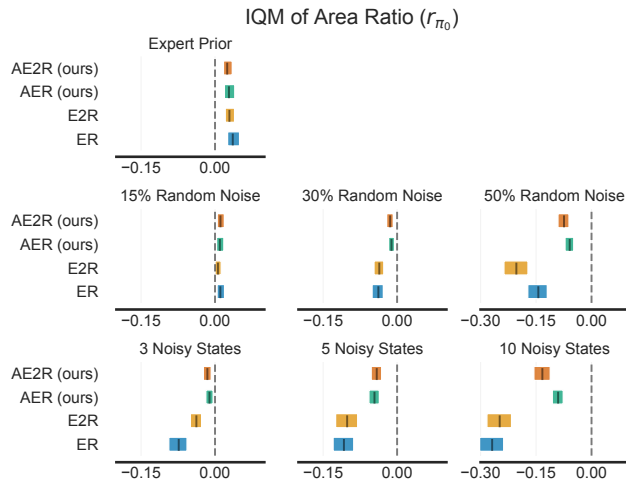 IQM of Area Ratio (r_{π_0})
Expert Prior
AE2R (ours)
AER (ours)
E2R
ER
−0.15 0.00
15% Random Noise 30% Random Noise 50% Random Noise
AE2R (ours)
AER (ours)
E2R
ER
−0.15 0.00 −0.15 0.00 −0.30 −0.15 0.00
3 Noisy States 5 Noisy States 10 Noisy States
AE2R (ours)
AER (ours)
E2R
ER
−0.15 0.00 −0.15 0.00 −0.30 −0.15 0.00